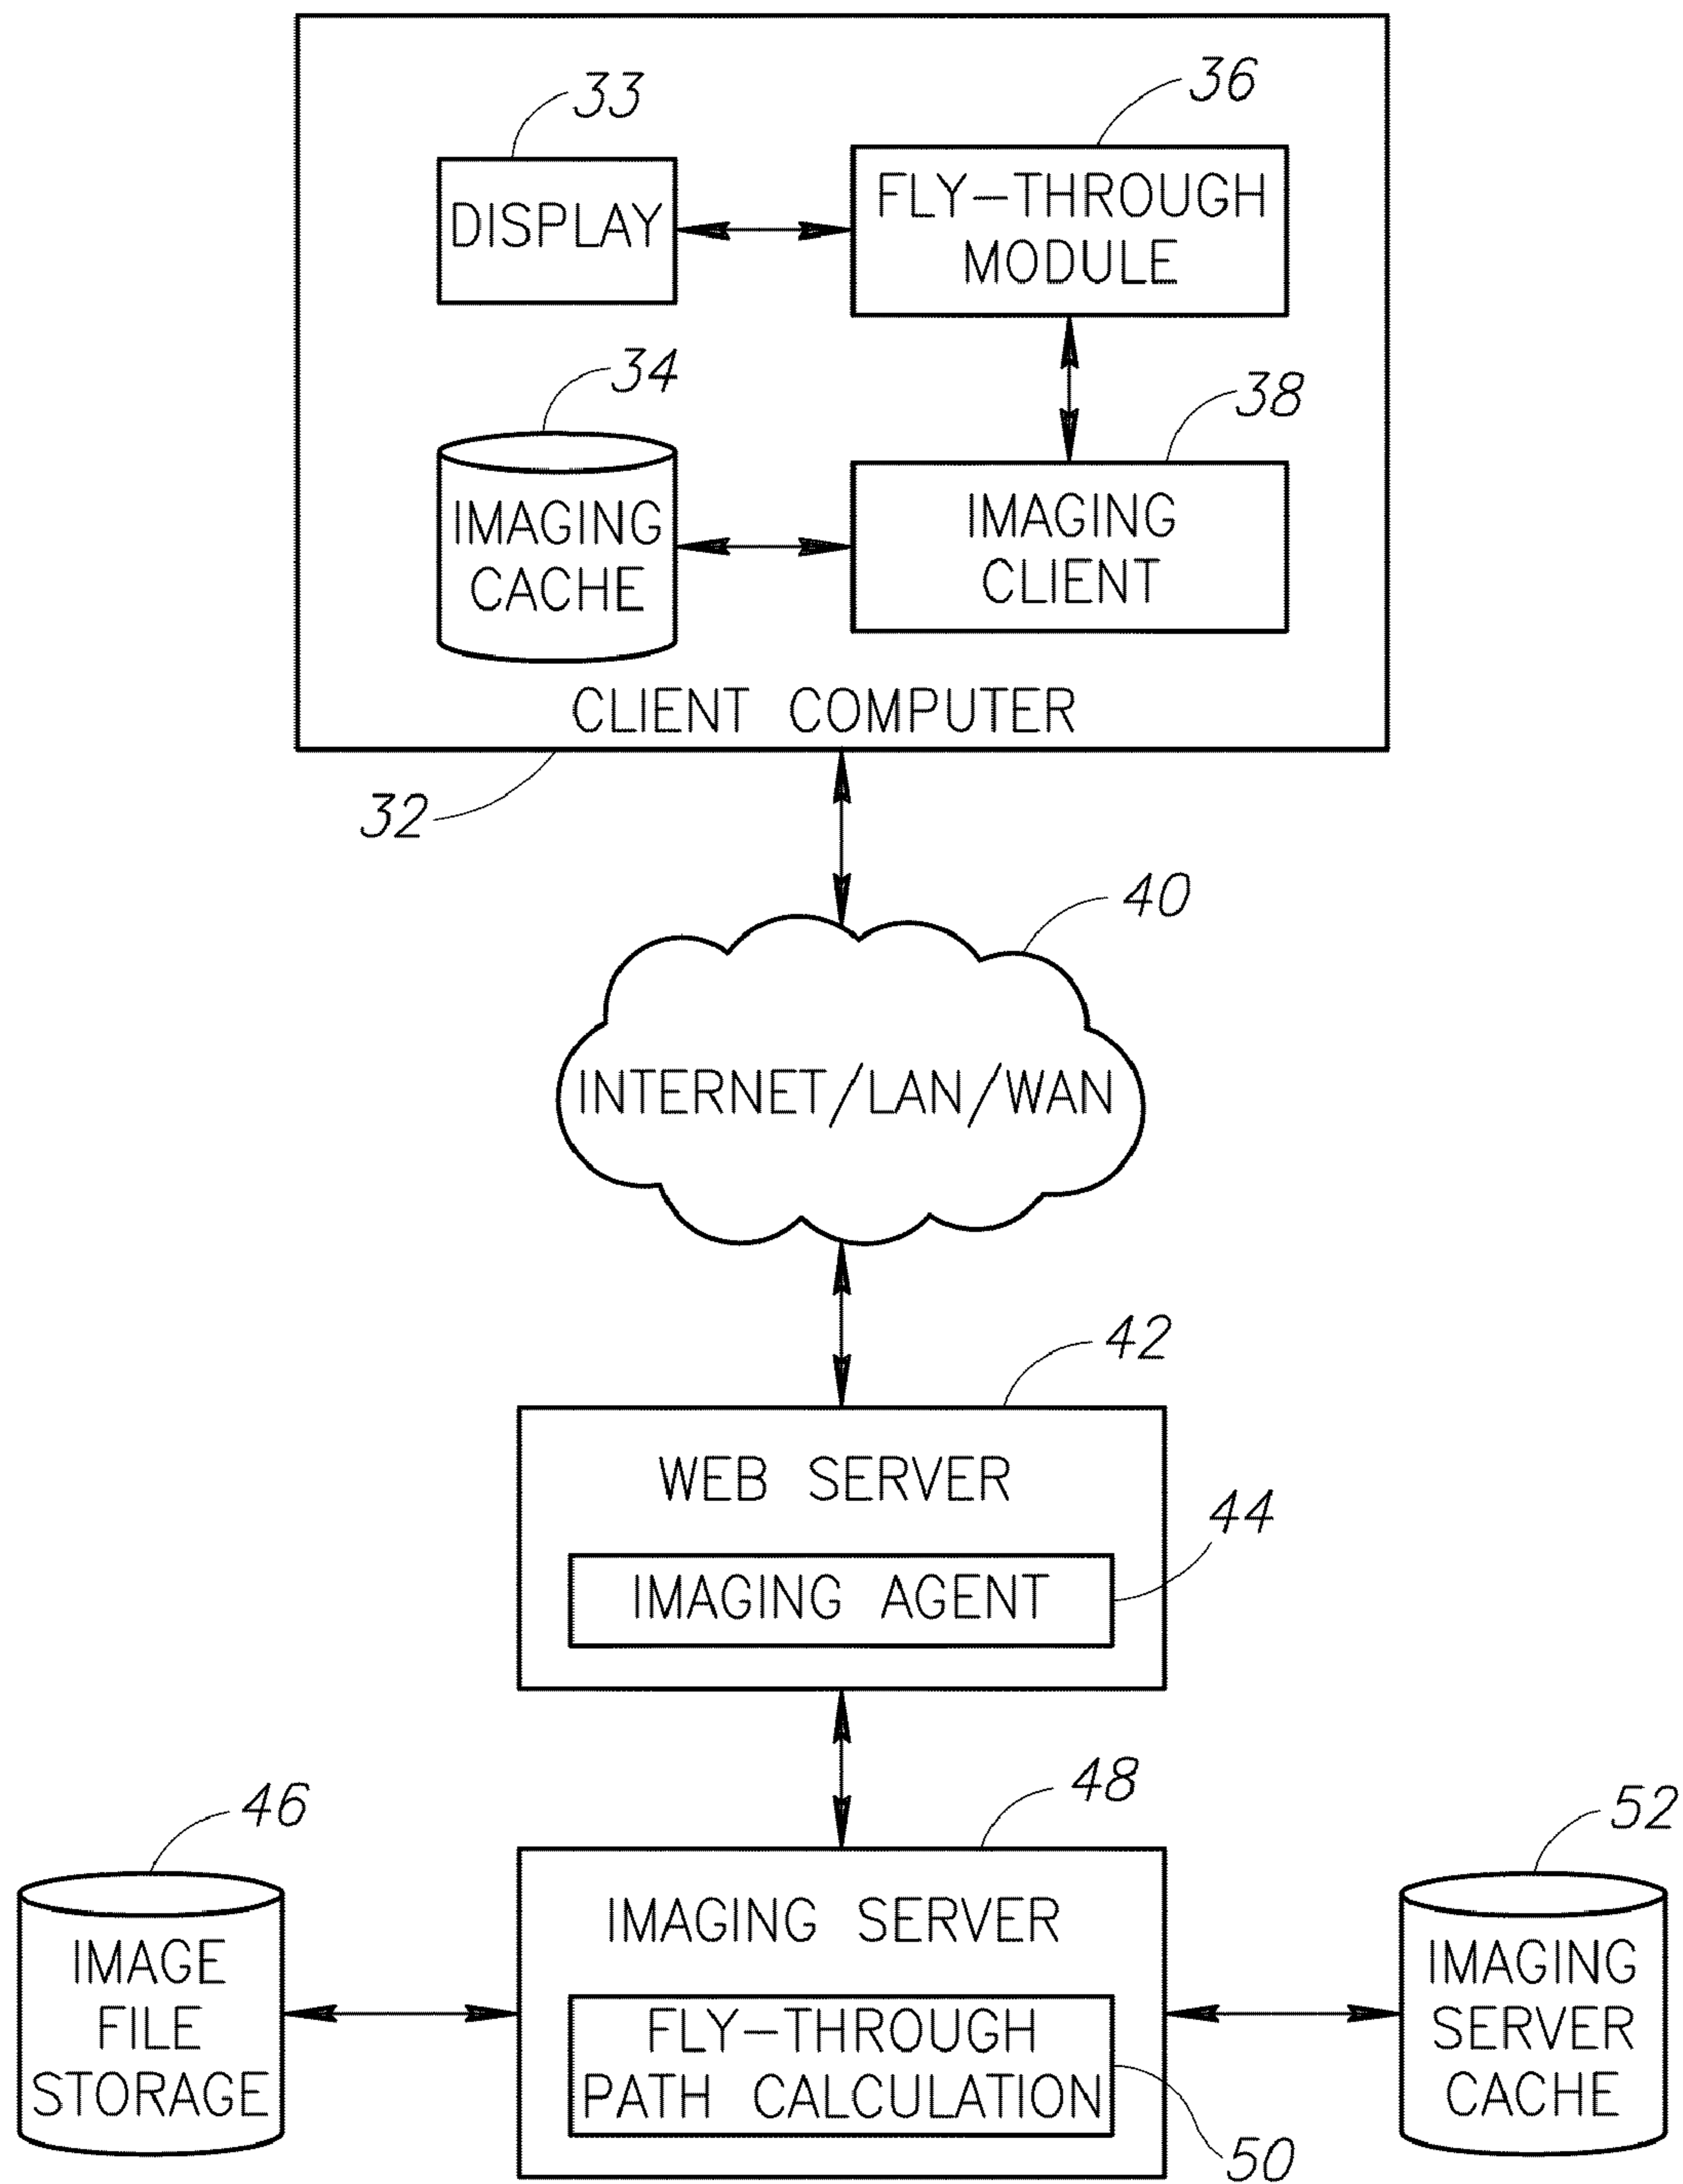 33
36
DISPLAY
FLY-THROUGH
MODULE
34
38
IMAGING
CACHE
IMAGING
CLIENT
CLIENT COMPUTER
32
40
INTERNET/LAN/WAN
42
WEB SERVER
44
IMAGING AGENT
46
48
52
IMAGE
FILE
STORAGE
IMAGING SERVER
FLY-THROUGH
PATH CALCULATION
50
IMAGING
SERVER
CACHE